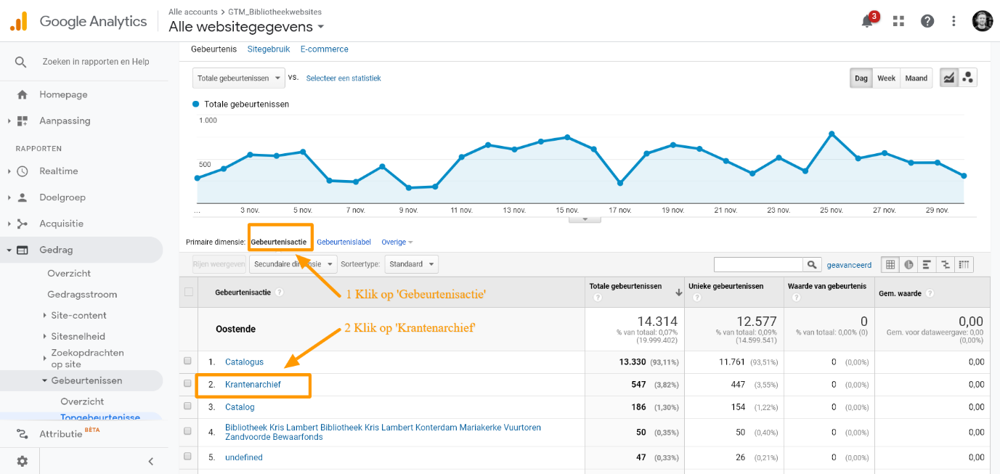 Google Analytics
Alle accounts > GTM_Bibliotheekwebsites
Alle websitegegevens
3
Zoeken in rapporten en Help
Homepage
Aanpassing
RAPPORTEN
Realtime
Doelgroep
Acquisitie
Gedrag
Overzicht
Gedragsstroom
Site-content
Sitesnelheid
Zoekopdrachten
op site
Gebeurtenissen
Overzicht
Topgebeurtenisse
Attributie BÈTA
Gebeurtenis Sitegebruik E-commerce
Totale gebeurtenissen vs. Selecteer een statistiek
Dag Week Maand
Totale gebeurtenissen
1.000
500
... 3 nov. 5 nov. 7 nov. 9 nov. 11 nov. 13 nov. 15 nov. 17 nov. 19 nov. 21 nov. 23 nov. 25 nov. 27 nov. 29 nov.
Primaire dimensie: Gebeurtenisactie Gebeurtenislabel Overige
Rijen weergeven Secundaire dimensie Sorteertype: Standaard geavanceerd
1 Klik op 'Gebeurtenisactie'
Gebeurtenisactie ? Totale gebeurtenissen ? Unieke gebeurtenissen ? Waarde van gebeurtenis ? Gem. waarde ?
2 Klik op 'Krantenarchief'
Oostende 14.314 12.577 0 0,00
% van totaal: 0,07% % van totaal: 0,09% % van totaal: 0,00% (0) Gem. voor dataweergave: 0,00
(19.999.402) (14.599.541) (0,00%)
1. Catalogus 13.330 (93,11%) 11.761 (93,51%) 0 (0,00%) 0,00
2. Krantenarchief 547 (3,82%) 447 (3,55%) 0 (0,00%) 0,00
3. Catalog 186 (1,30%) 154 (1,22%) 0 (0,00%) 0,00
4. Bibliotheek Kris Lambert Bibliotheek Kris Lambert Konterdam Mariakerke Vuurtoren
Zandvoorde Bewaarfonds 50 (0,35%) 50 (0,40%) 0 (0,00%) 0,00
5. undefined 47 (0,33%) 26 (0,21%) 0 (0,00%) 0,00